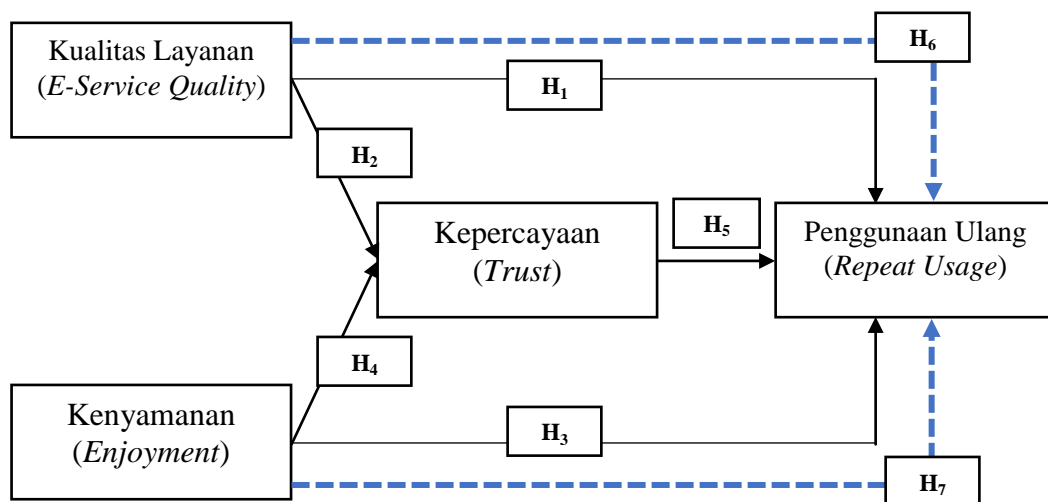 Kualitas Layanan
(E-Service Quality)
H₆
H₁
H₂
Kepercayaan
(Trust)
H₅
Penggunaan Ulang
(Repeat Usage)
H₄
Kenyamanan
(Enjoyment)
H₃
H₇